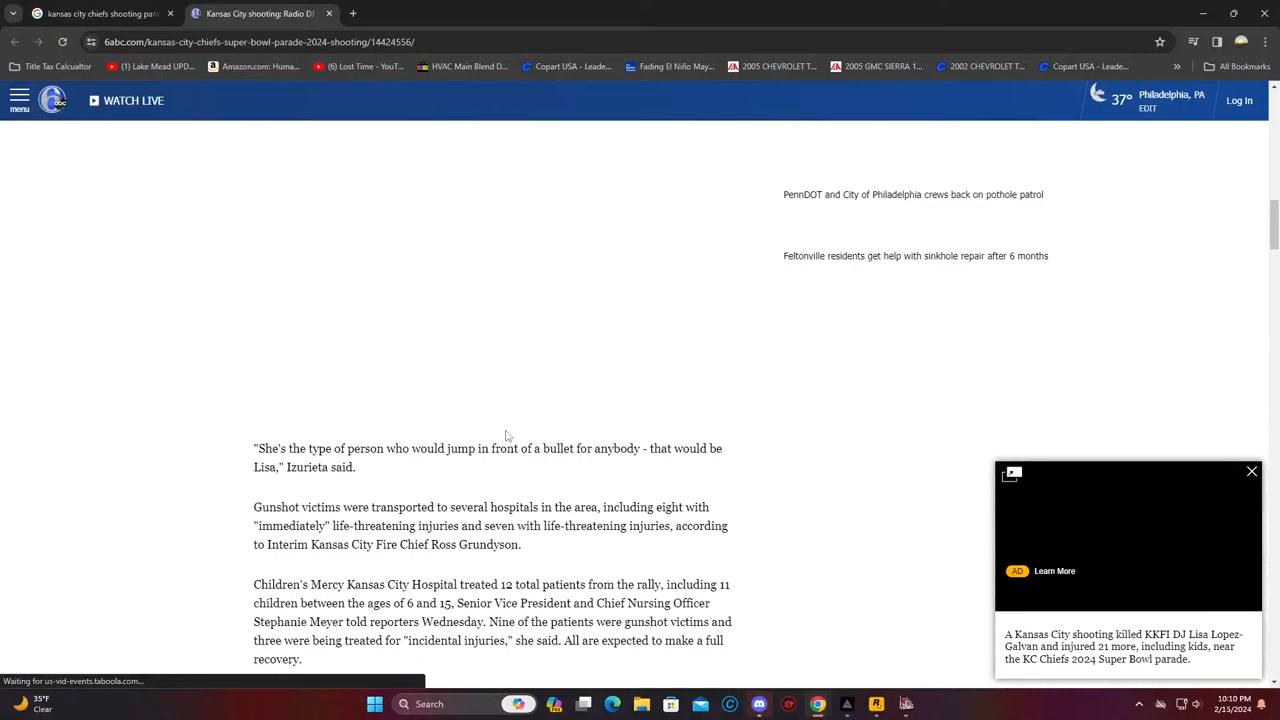 kansas city chiefs shooting par
Kansas City shooting: Radio DJ
6abc.com/kansas-city-chiefs-super-bowl-parade-2024-shooting/14424556/
Title Tax Calcualtor
(1) Lake Mead UPD...
Amazon.com: Huma...
(6) Lost Time - YouT...
HVAC Main Blend D...
Copart USA - Leade...
Fading El Niño May...
2005 CHEVROLET T...
2005 GMC SIERRA 1...
2002 CHEVROLET T...
Copart USA - Leade...
»
All Bookmarks
menu
6abc
WATCH LIVE
37°
Philadelphia, PA
EDIT
Log In
PennDOT and City of Philadelphia crews back on pothole patrol
Feltonville residents get help with sinkhole repair after 6 months
"She's the type of person who would jump in front of a bullet for anybody - that would be
Lisa," Izurieta said.
Gunshot victims were transported to several hospitals in the area, including eight with
"immediately" life-threatening injuries and seven with life-threatening injuries, according
to Interim Kansas City Fire Chief Ross Grundyson.
Children's Mercy Kansas City Hospital treated 12 total patients from the rally, including 11
children between the ages of 6 and 15, Senior Vice President and Chief Nursing Officer
Stephanie Meyer told reporters Wednesday. Nine of the patients were gunshot victims and
three were being treated for "incidental injuries," she said. All are expected to make a full
recovery.
AD Learn More
A Kansas City shooting killed KKFI DJ Lisa Lopez-
Galvan and injured 21 more, including kids, near
the KC Chiefs 2024 Super Bowl parade.
Waiting for us-vid-events.taboola.com...
35°F
Clear
Search
10:10 PM
2/15/2024